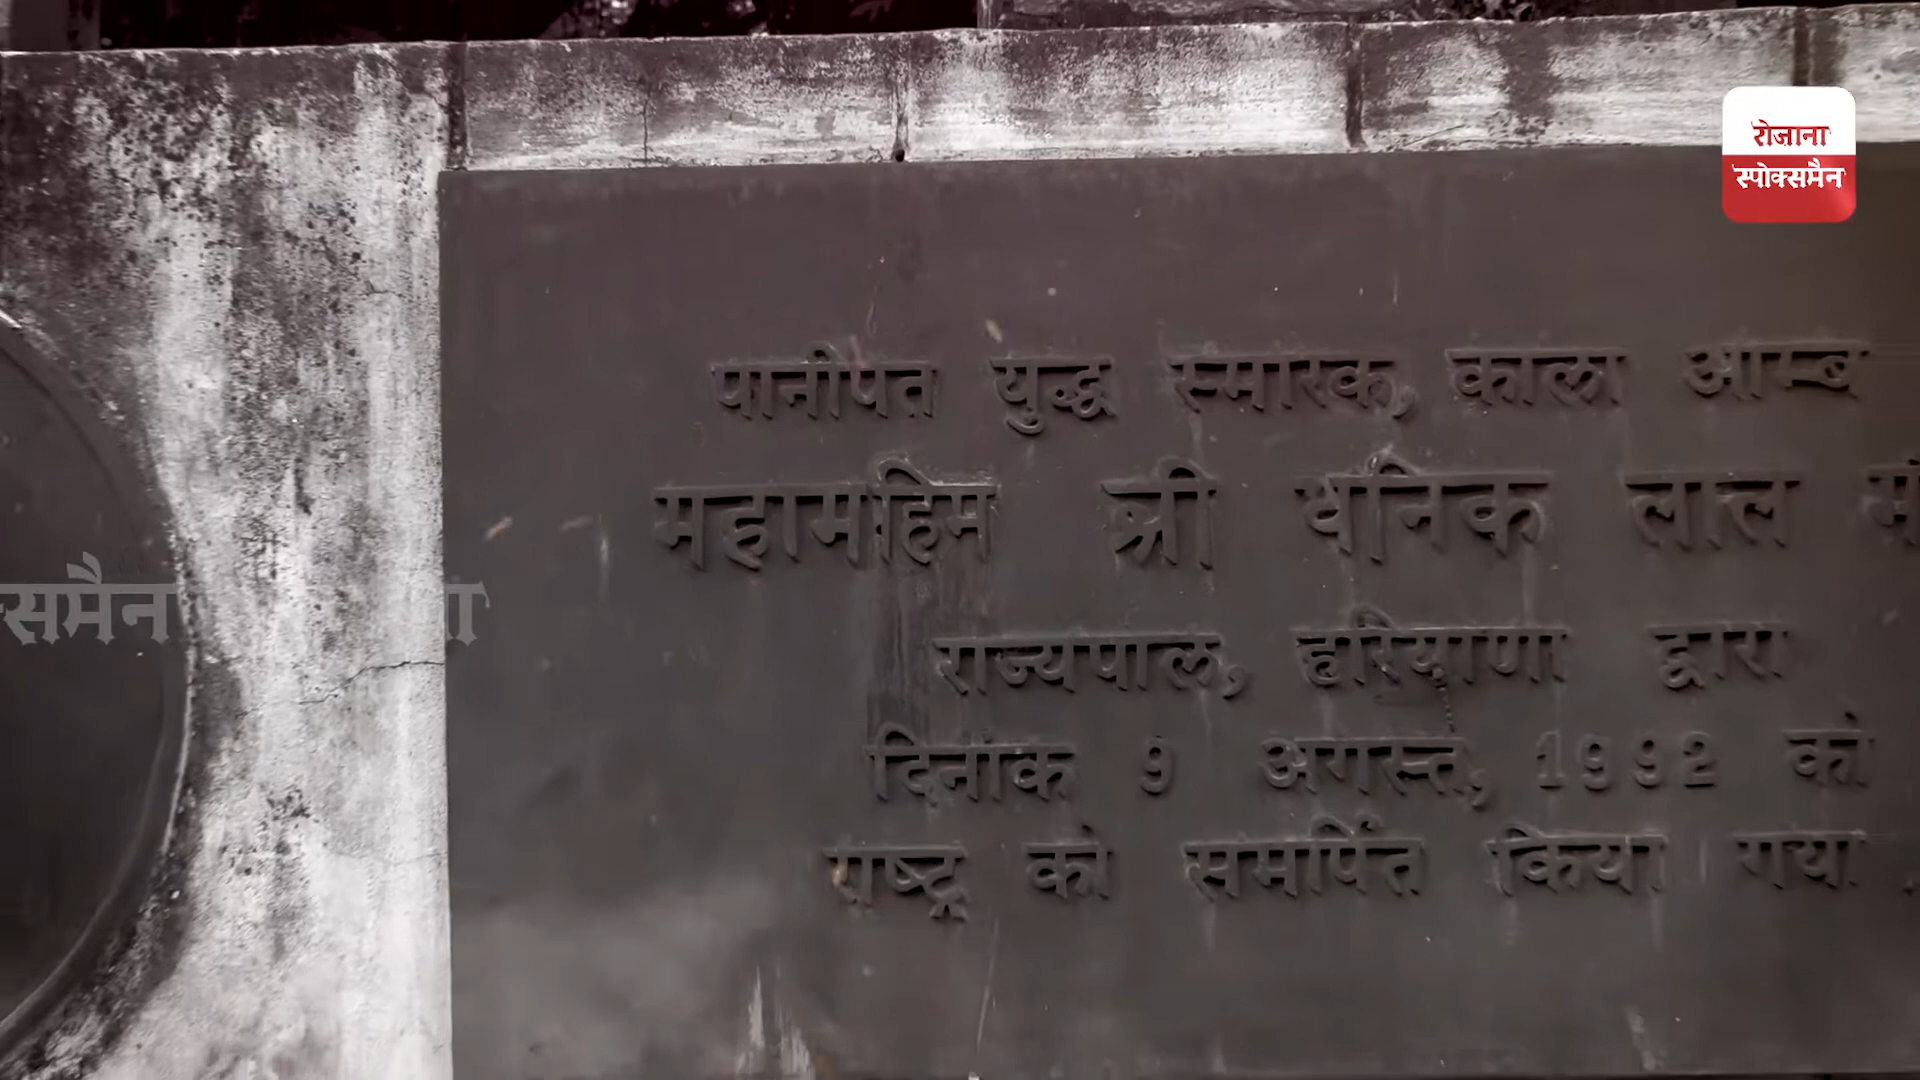 रोजाना
स्पोक्समैन
पानीपत युद्ध स्मारक, काला आम्ब
महामहिम श्री धनिक लाल
राज्यपाल, हरियाणा द्वारा
दिनांक 9 अगस्त, 1992 को
राष्ट्र को समर्पित किया गया .